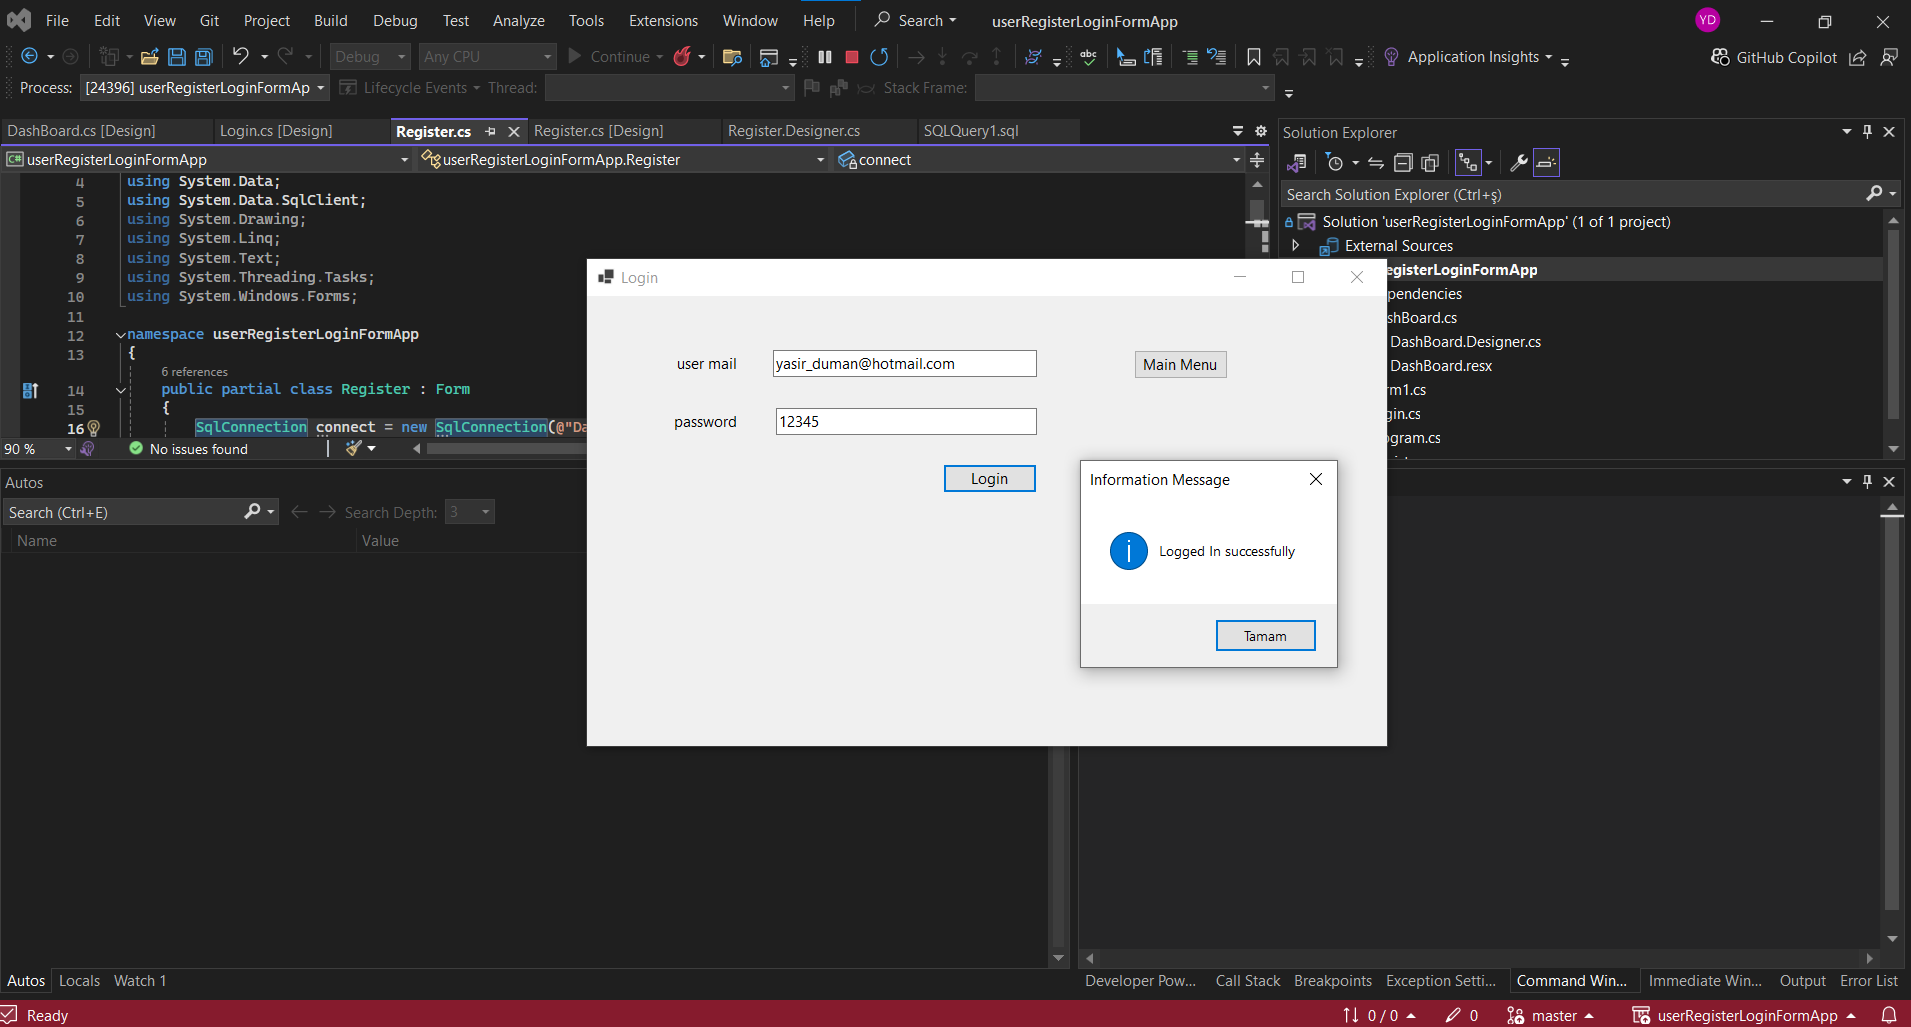 File Edit View Git Project Build Debug Test Analyze Tools Extensions Window Help Search userRegisterLoginFormApp YD
Debug Any CPU Continue abc Application Insights GitHub Copilot
Process: [24396] userRegisterLoginFormAp Lifecycle Events Thread: Stack Frame:
DashBoard.cs [Design] Login.cs [Design] Register.cs Register.cs [Design] Register.Designer.cs SQLQuery1.sql
C# userRegisterLoginFormApp userRegisterLoginFormApp.Register connect
4 using System.Data;
5 using System.Data.SqlClient;
6 using System.Drawing;
7 using System.Linq;
8 using System.Text;
9 using System.Threading.Tasks;
10 using System.Windows.Forms;
11
12 namespace userRegisterLoginFormApp
13 {
6 references
14 public partial class Register : Form
15 {
16 SqlConnection connect = new SqlConnection(@"Da
90 % No issues found
Solution Explorer
Search Solution Explorer (Ctrl+ş)
Solution 'userRegisterLoginFormApp' (1 of 1 project)
External Sources
egisterLoginFormApp
pendencies
shBoard.cs
DashBoard.Designer.cs
DashBoard.resx
rm1.cs
gin.cs
ogram.cs
Login
user mail yasir_duman@hotmail.com Main Menu
password 12345
Login
Information Message
Logged In successfully
Tamam
Autos
Search (Ctrl+E) Search Depth: 3
Name Value
Autos Locals Watch 1
Developer Pow... Call Stack Breakpoints Exception Setti... Command Win... Immediate Win... Output Error List
Ready 0 / 0 0 master userRegisterLoginFormApp